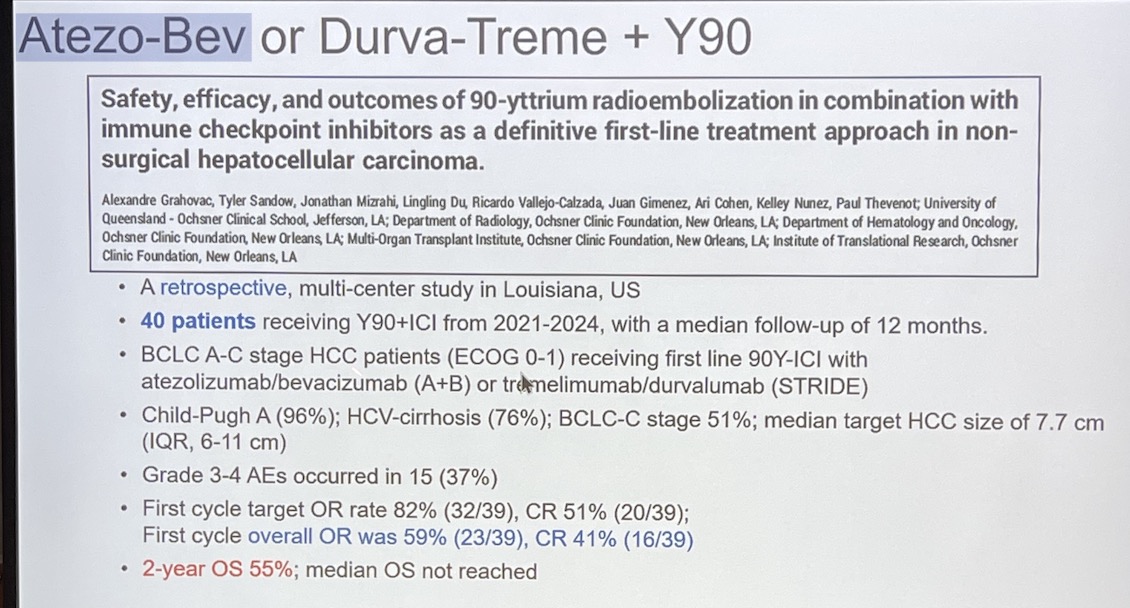 Atezo-Bev or Durva-Treme + Y90
Safety, efficacy, and outcomes of 90-yttrium radioembolization in combination with
immune checkpoint inhibitors as a definitive first-line treatment approach in non-
surgical hepatocellular carcinoma.
Alexandre Grahovac, Tyler Sandow, Jonathan Mizrahi, Lingling Du, Ricardo Vallejo-Calzada, Juan Gimenez, Ari Cohen, Kelley Nunez, Paul Thevenot; University of
Queensland - Ochsner Clinical School, Jefferson, LA; Department of Radiology, Ochsner Clinic Foundation, New Orleans, LA; Department of Hematology and Oncology,
Ochsner Clinic Foundation, New Orleans, LA; Multi-Organ Transplant Institute, Ochsner Clinic Foundation, New Orleans, LA; Institute of Translational Research, Ochsner
Clinic Foundation, New Orleans, LA
• A retrospective, multi-center study in Louisiana, US
• 40 patients receiving Y90+ICI from 2021-2024, with a median follow-up of 12 months.
• BCLC A-C stage HCC patients (ECOG 0-1) receiving first line 90Y-ICI with
atezolizumab/bevacizumab (A+B) or tremelimumab/durvalumab (STRIDE)
• Child-Pugh A (96%); HCV-cirrhosis (76%); BCLC-C stage 51%; median target HCC size of 7.7 cm
(IQR, 6-11 cm)
• Grade 3-4 AEs occurred in 15 (37%)
• First cycle target OR rate 82% (32/39), CR 51% (20/39);
First cycle overall OR was 59% (23/39), CR 41% (16/39)
• 2-year OS 55%; median OS not reached